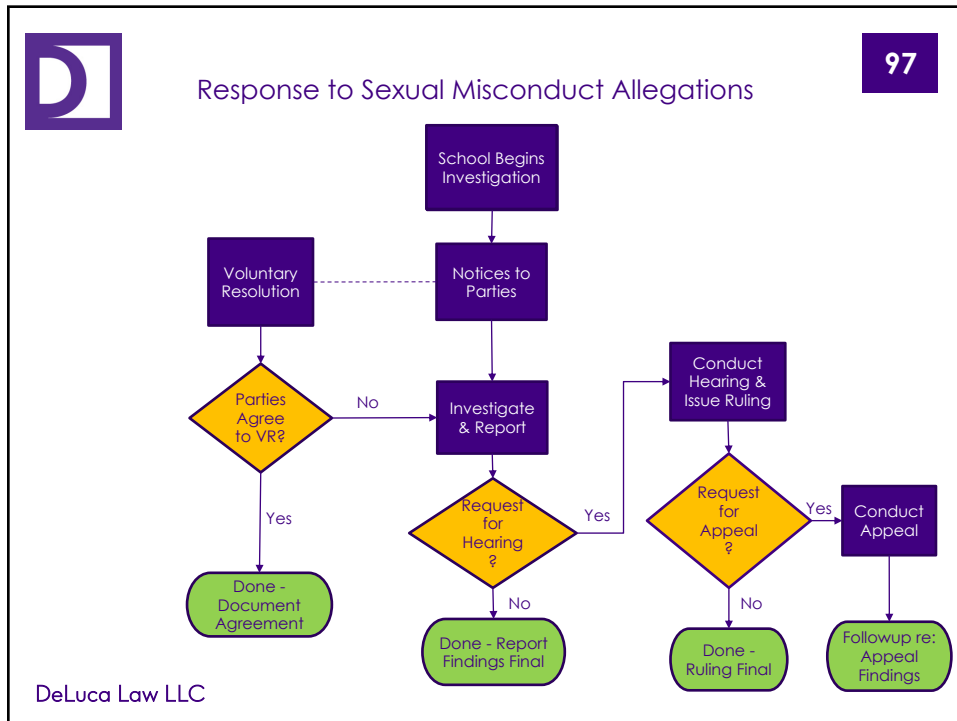 D
97
Response to Sexual Misconduct Allegations
School Begins
Investigation
Voluntary
Resolution
Notices to
Parties
Conduct
Hearing &
Issue Ruling
Parties
Agree
to VR?
No
Investigate
& Report
Request
for
Hearing
?
Yes
Request
for
Appeal
?
Yes
Conduct
Appeal
Yes
Done -
Document
Agreement
No
Done - Report
Findings Final
No
Done -
Ruling Final
Followup re:
Appeal
Findings
DeLuca Law LLC